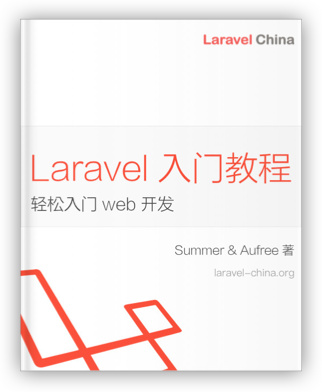 Laravel China
Laravel 入门教程
轻松入门 web 开发
Summer & Aufree 著
laravel-china.org